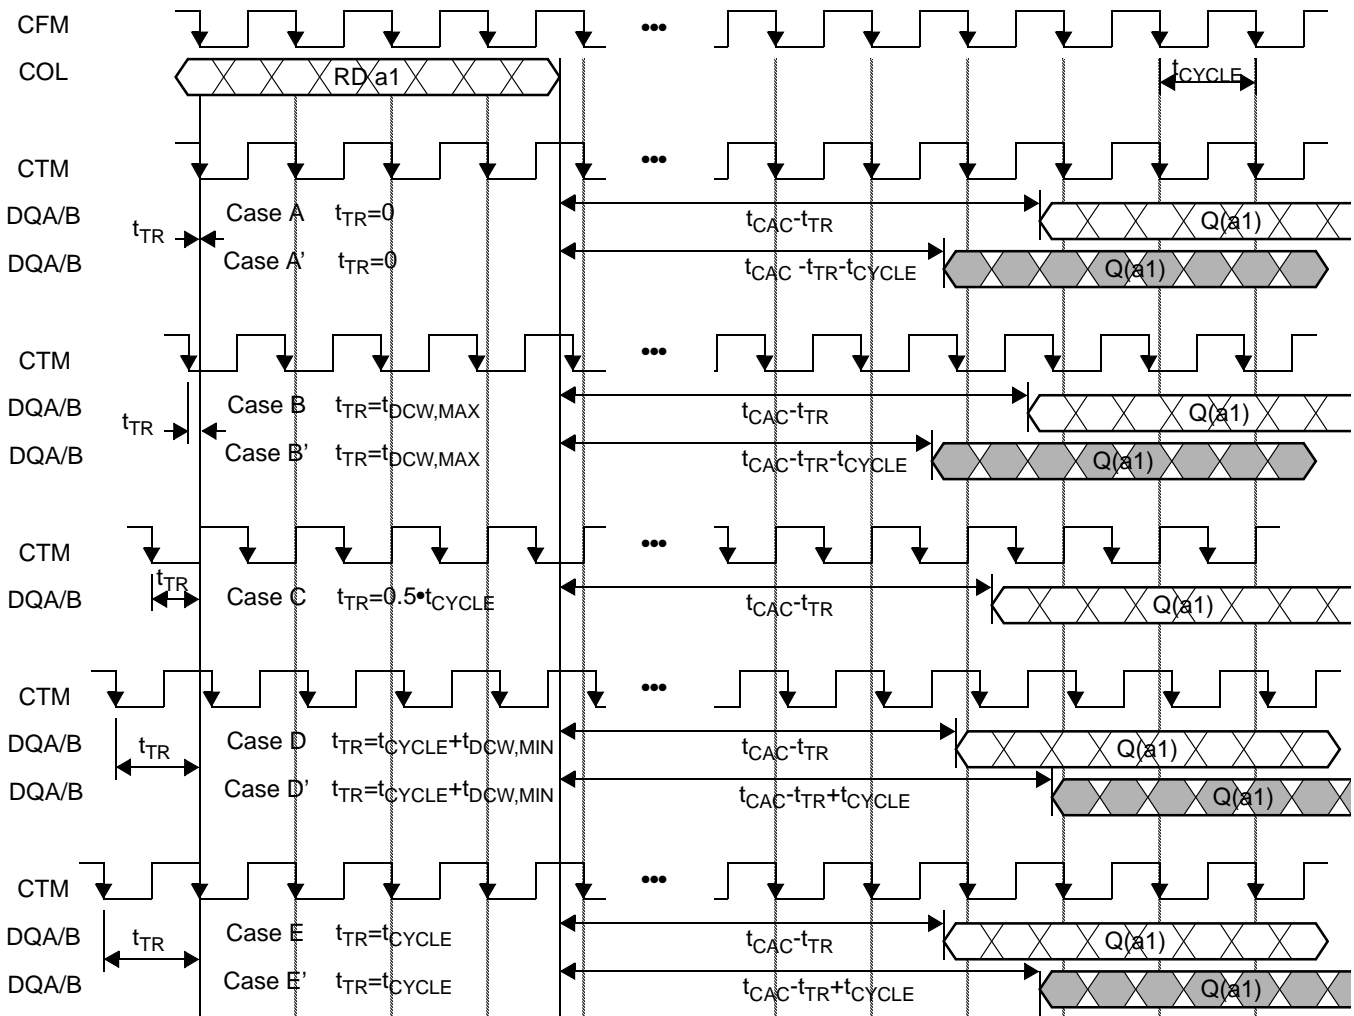 CFM •••
COL RD a1 tCYCLE
CTM •••
DQA/B Case A tTR=0 tCAC-tTR Q(a1)
tTR
DQA/B Case A' tTR=0 tCAC -tTR-tCYCLE Q(a1)
CTM •••
DQA/B Case B tTR=tDCW,MAX tCAC-tTR Q(a1)
tTR
DQA/B Case B' tTR=tDCW,MAX tCAC-tTR-tCYCLE Q(a1)
CTM •••
tTR
DQA/B Case C tTR=0.5•tCYCLE tCAC-tTR Q(a1)
CTM •••
DQA/B Case D tTR=tCYCLE+tDCW,MIN tCAC-tTR Q(a1)
tTR
DQA/B Case D' tTR=tCYCLE+tDCW,MIN tCAC-tTR+tCYCLE Q(a1)
CTM •••
DQA/B Case E tTR=tCYCLE tCAC-tTR Q(a1)
tTR
DQA/B Case E' tTR=tCYCLE tCAC-tTR+tCYCLE Q(a1)